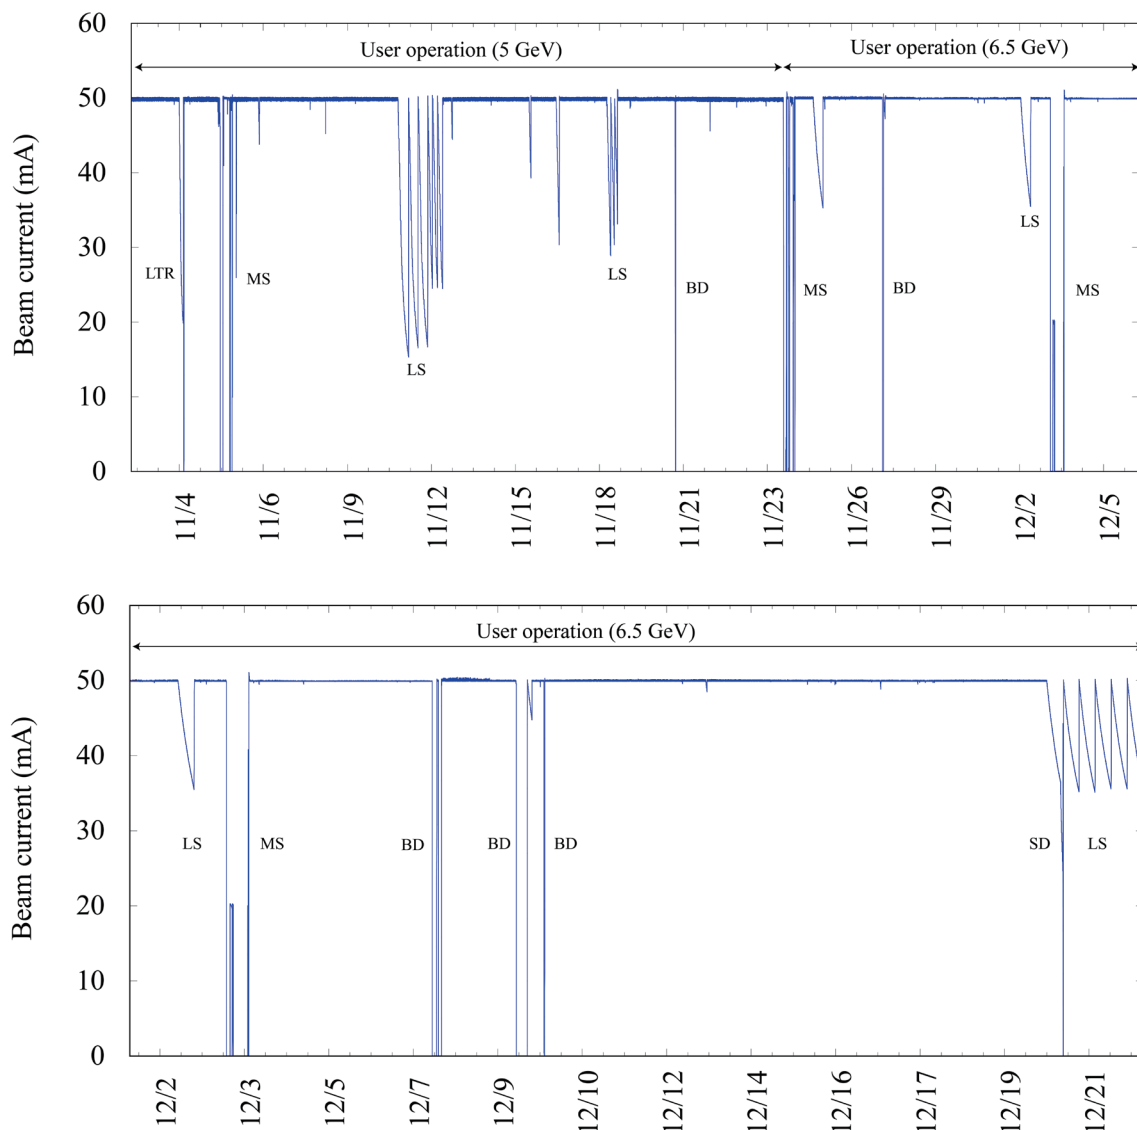 60
User operation (5 GeV)
User operation (6.5 GeV)
50
40
30
20
10
0
Beam current (mA)
LTR
MS
LS
LS
BD
MS
BD
LS
MS
11/4
11/6
11/9
11/12
11/15
11/18
11/21
11/23
11/26
11/29
12/2
12/5
60
User operation (6.5 GeV)
50
40
30
20
10
0
Beam current (mA)
LS
MS
BD
BD
BD
SD
LS
12/2
12/3
12/5
12/7
12/9
12/10
12/12
12/14
12/16
12/17
12/19
12/21